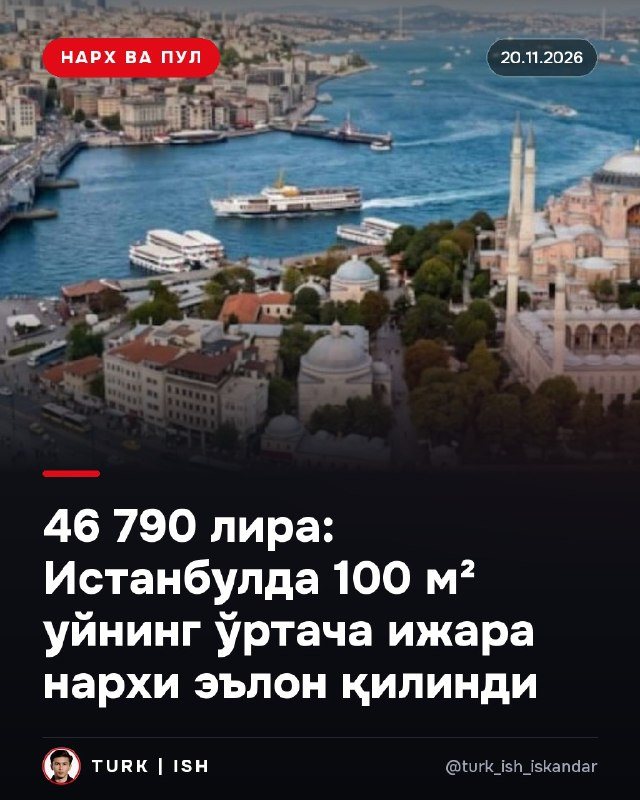 НАРХ ВА ПУЛ
20.11.2026
46 790 лира:
Истанбулда 100 м²
уйнинг ўртача ижара
нархи эълон қилинди
TURK | ISH
@turk_ish_iskandar